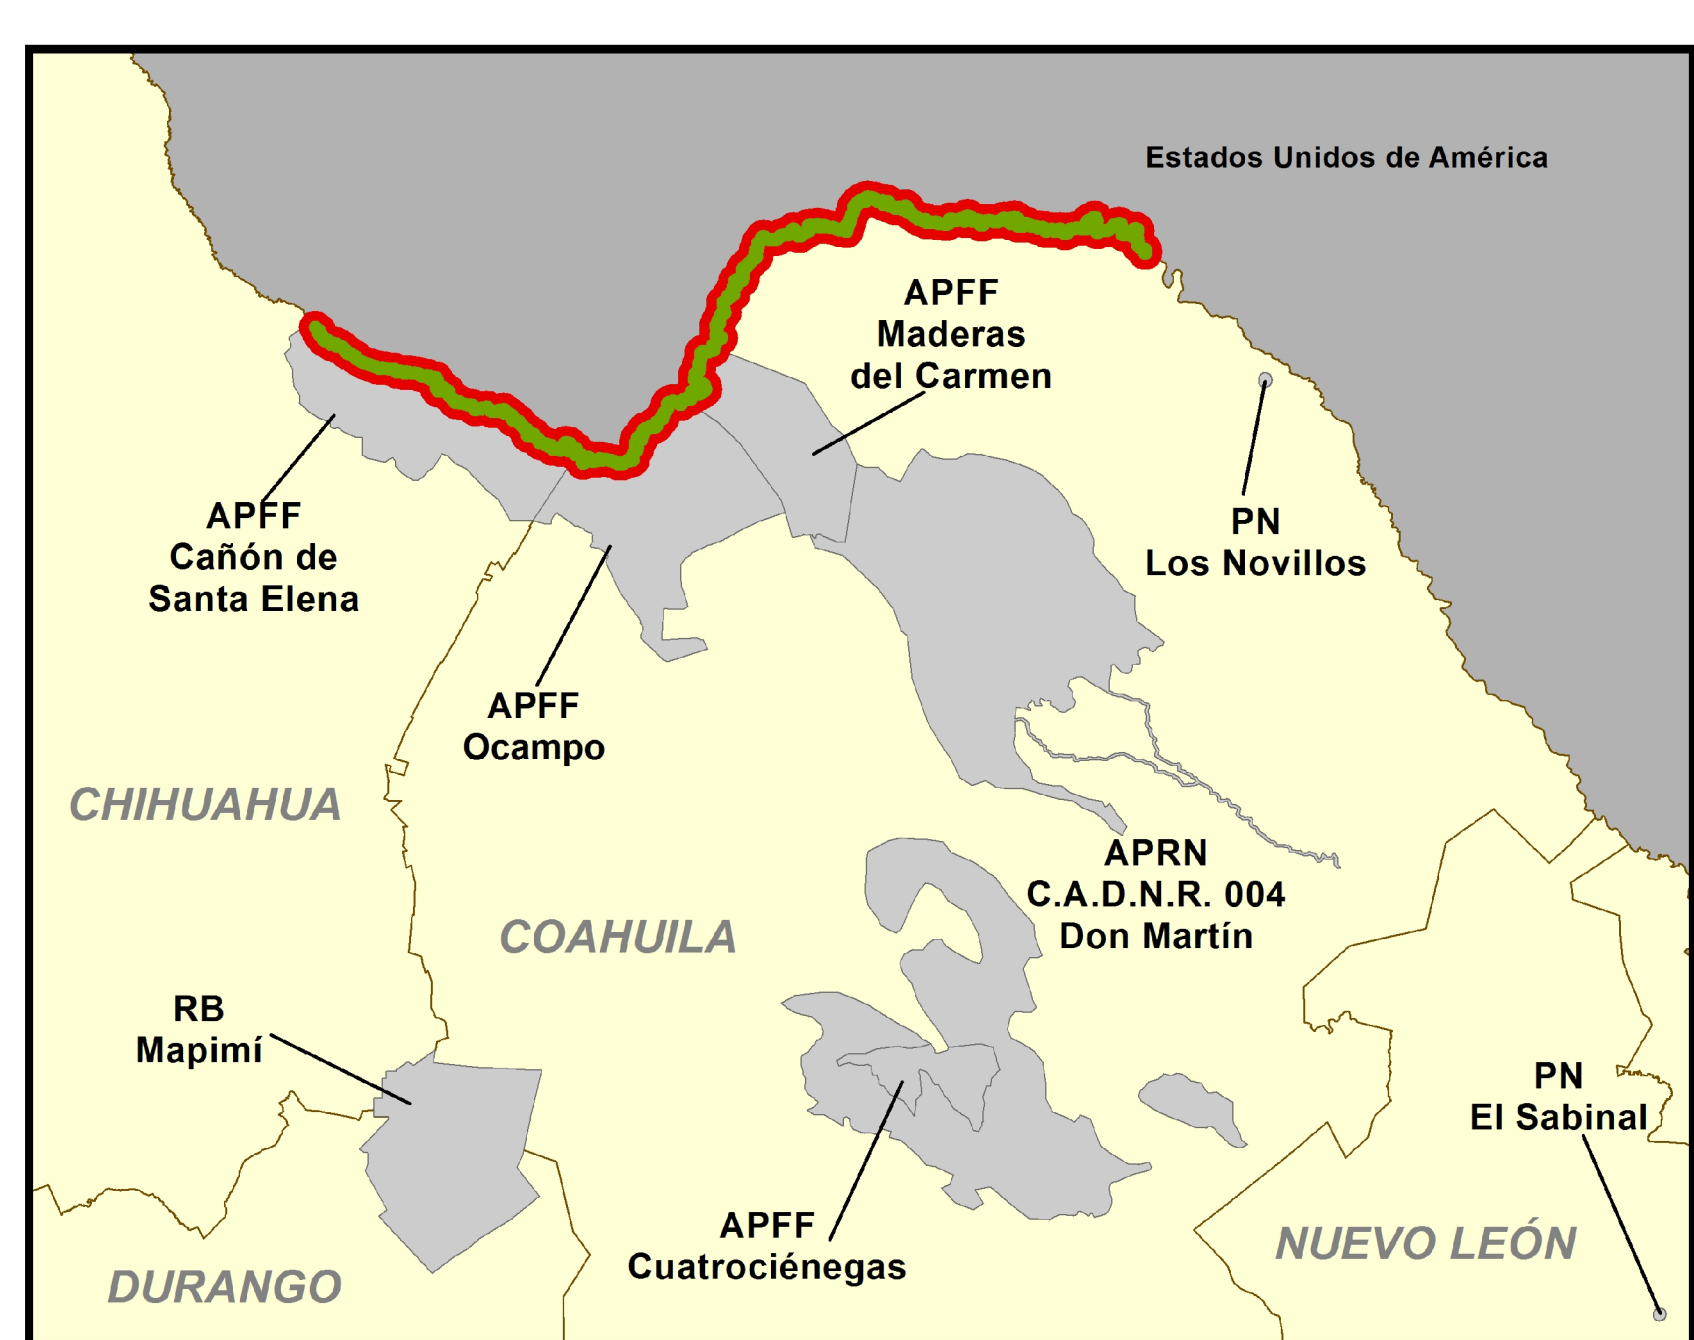 Estados Unidos de América
APFF
Maderas
del Carmen
APFF
Cañón de
Santa Elena
PN
Los Novillos
APFF
Ocampo
CHIHUAHUA
COAHUILA
APRN
C.A.D.N.R. 004
Don Martín
RB
Mapimí
PN
El Sabinal
APFF
Cuatrociénegas
NUEVO LEÓN
DURANGO